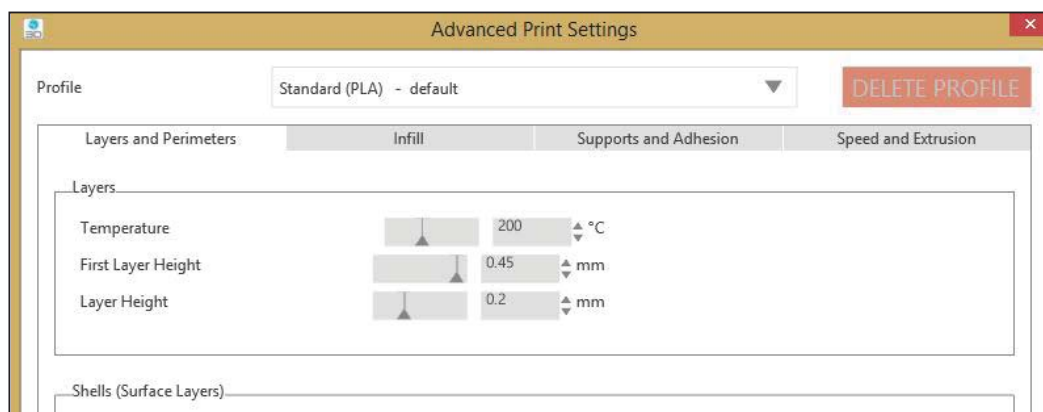 Advanced Print Settings
Profile
Standard (PLA) - default
DELETE PROFILE
Layers and Perimeters Infill Supports and Adhesion Speed and Extrusion
Layers
Temperature 200 °C
First Layer Height 0.45 mm
Layer Height 0.2 mm
Shells (Surface Layers)